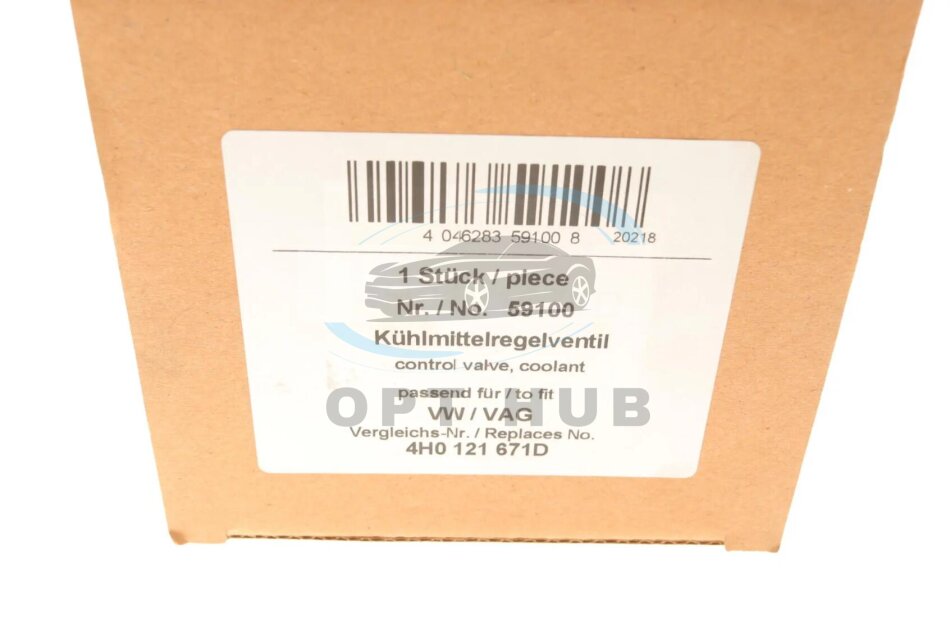 4 046283 59100 8 20218
1 Stück / piece
Nr. / No. 59100
Kühlmittelregelventil
control valve, coolant
passend für / to fit
OPT HUB
VW / VAG
Vergleichs-Nr. / Replaces No.
4H0 121 671D